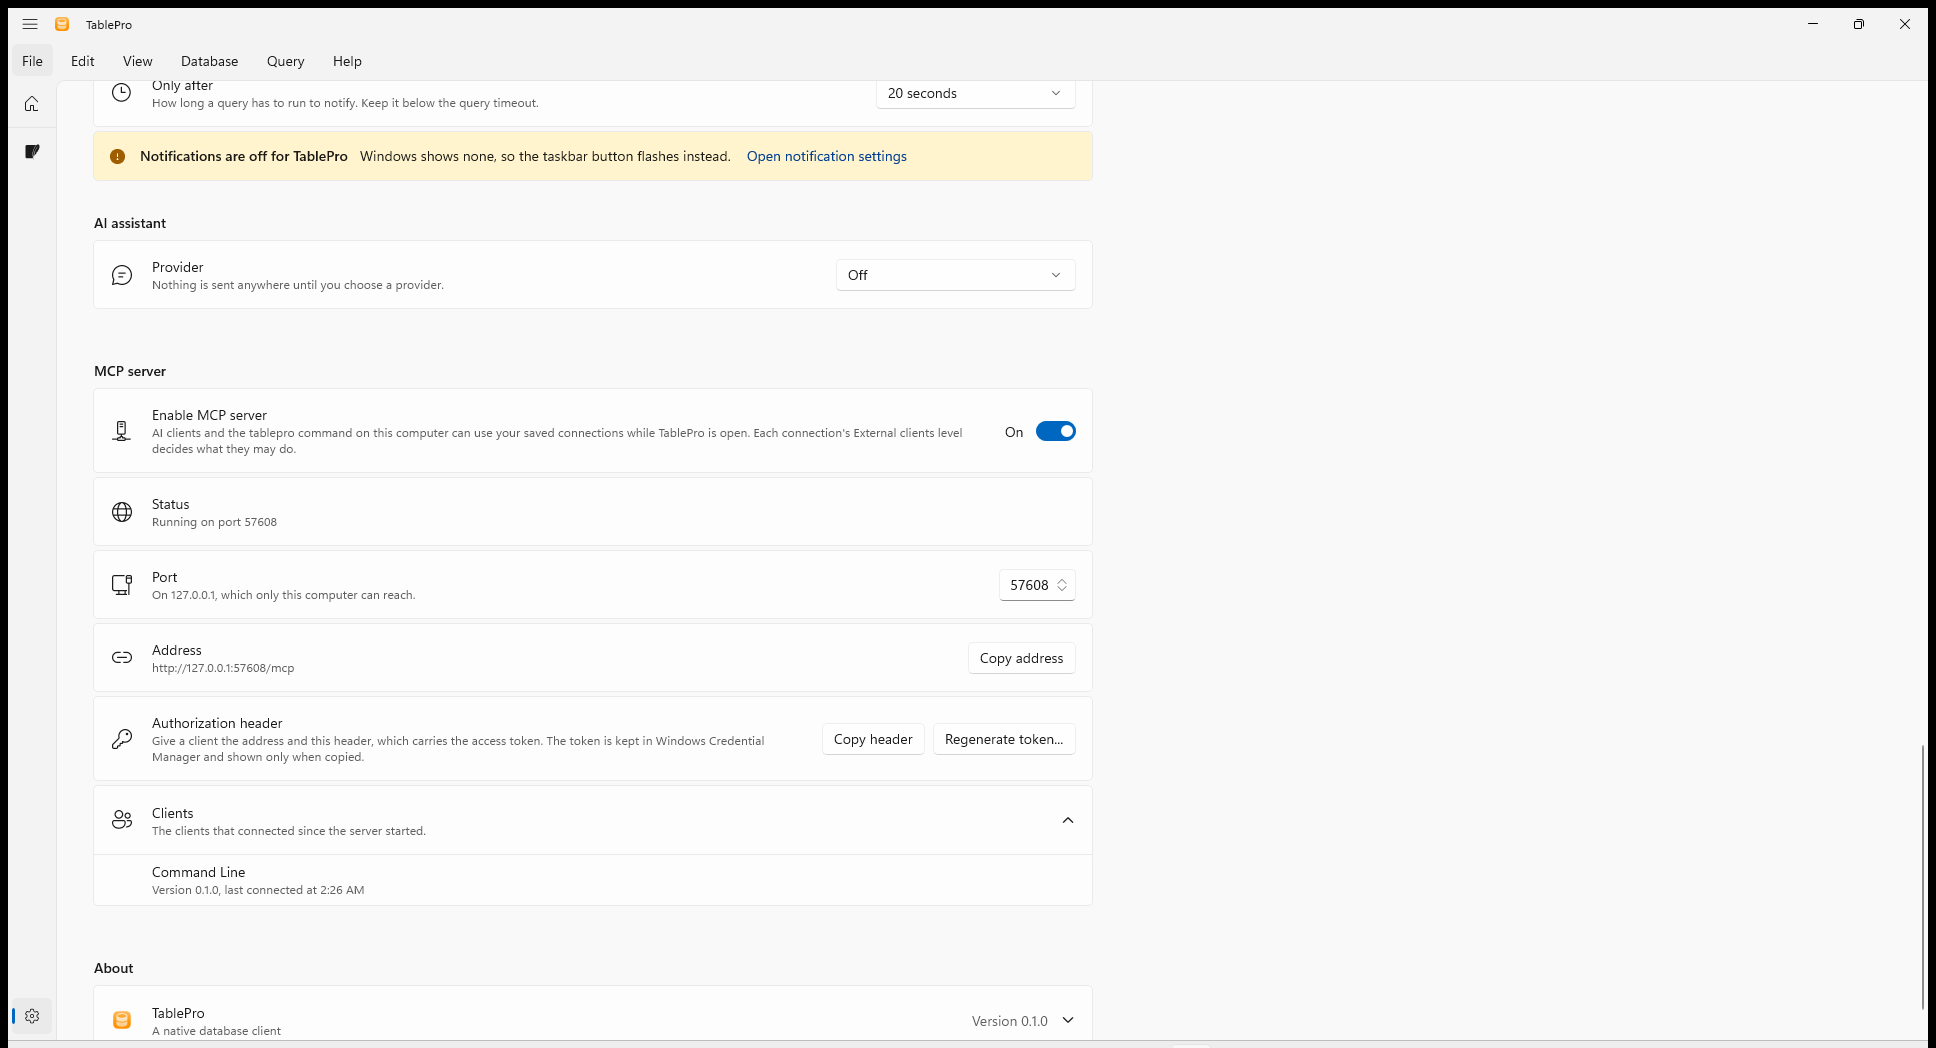 TablePro
File Edit View Database Query Help
Only after
How long a query has to run to notify. Keep it below the query timeout.
20 seconds
Notifications are off for TablePro Windows shows none, so the taskbar button flashes instead. Open notification settings
AI assistant
Provider
Nothing is sent anywhere until you choose a provider.
Off
MCP server
Enable MCP server
AI clients and the tablepro command on this computer can use your saved connections while TablePro is open. Each connection's External clients level
decides what they may do.
On
Status
Running on port 57608
Port
On 127.0.0.1, which only this computer can reach.
57608
Address
http://127.0.0.1:57608/mcp
Copy address
Authorization header
Give a client the address and this header, which carries the access token. The token is kept in Windows Credential
Manager and shown only when copied.
Copy header
Regenerate token...
Clients
The clients that connected since the server started.
Command Line
Version 0.1.0, last connected at 2:26 AM
About
TablePro
A native database client
Version 0.1.0